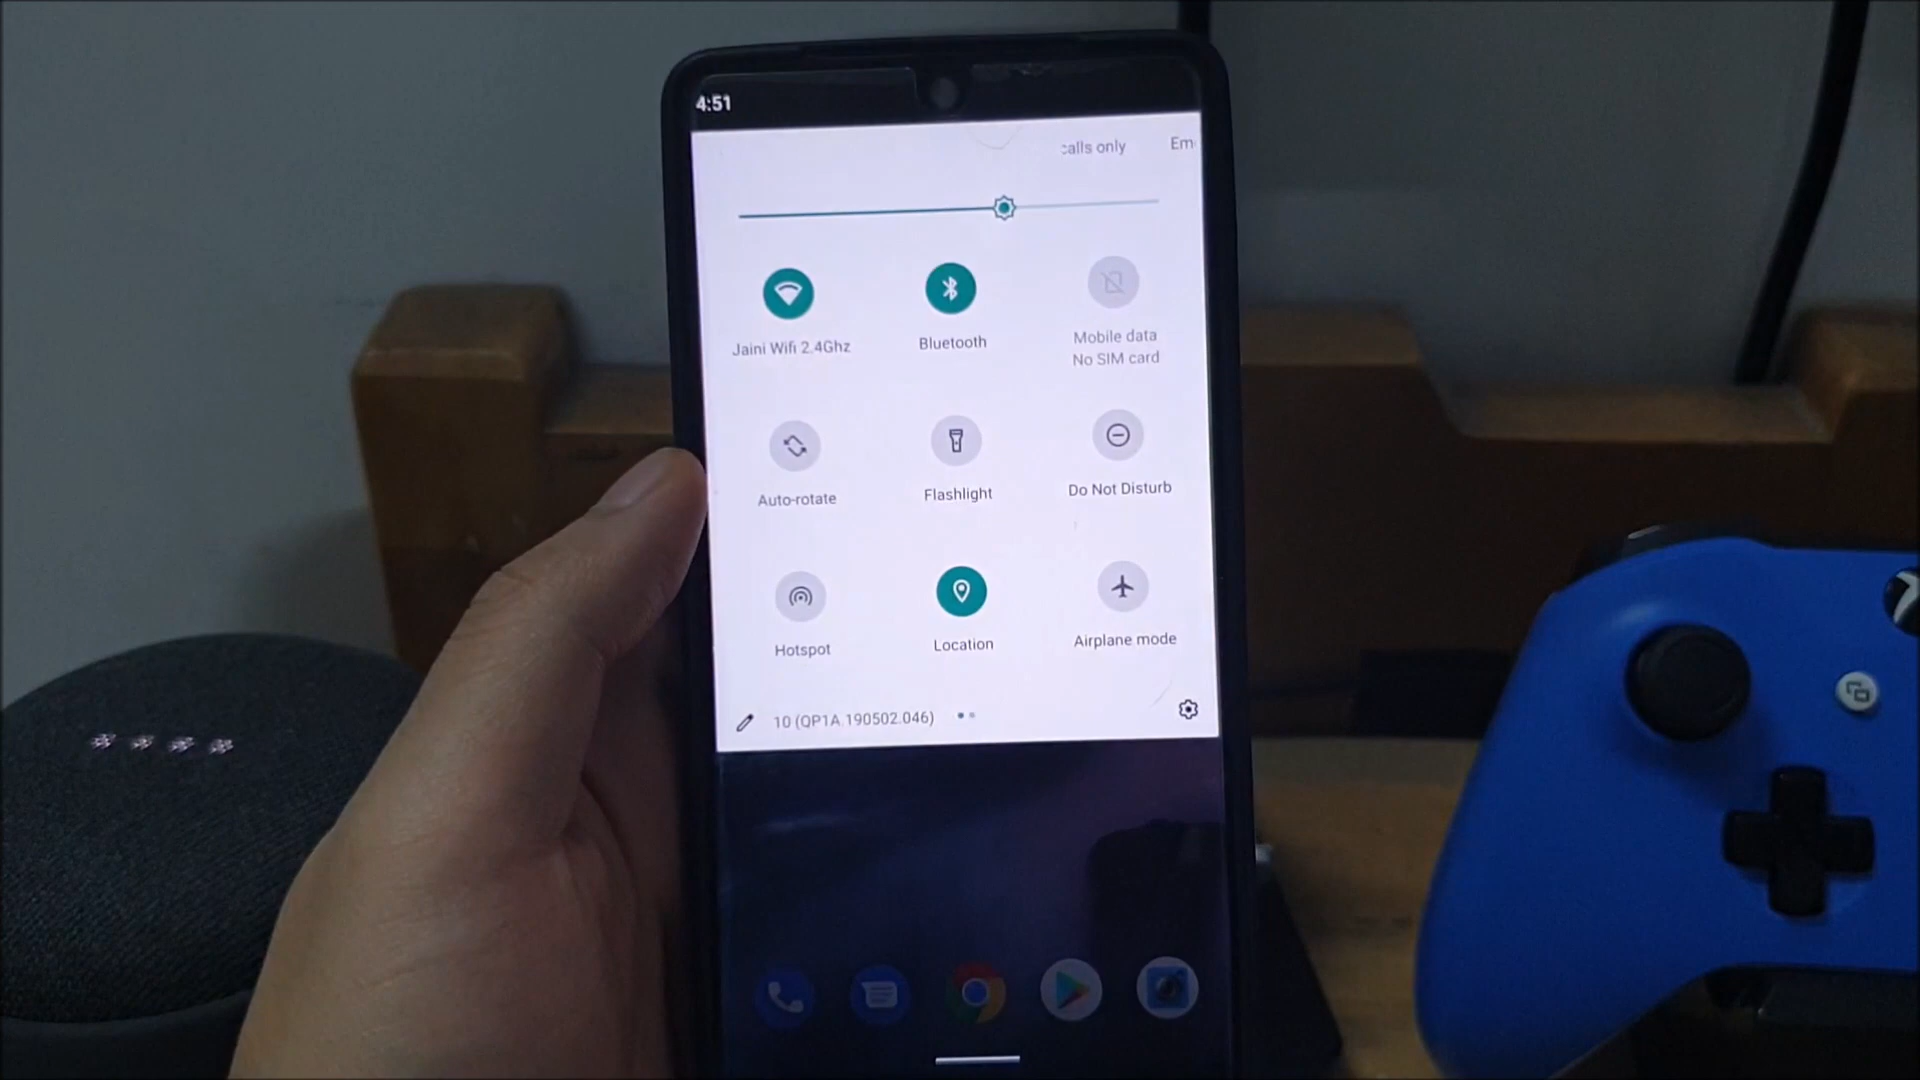 4:51
calls only Em
Jaini Wifi 2.4Ghz
Bluetooth
Mobile data
No SIM card
Auto-rotate
Flashlight
Do Not Disturb
Hotspot
Location
Airplane mode
10 (QP1A.190502.046)